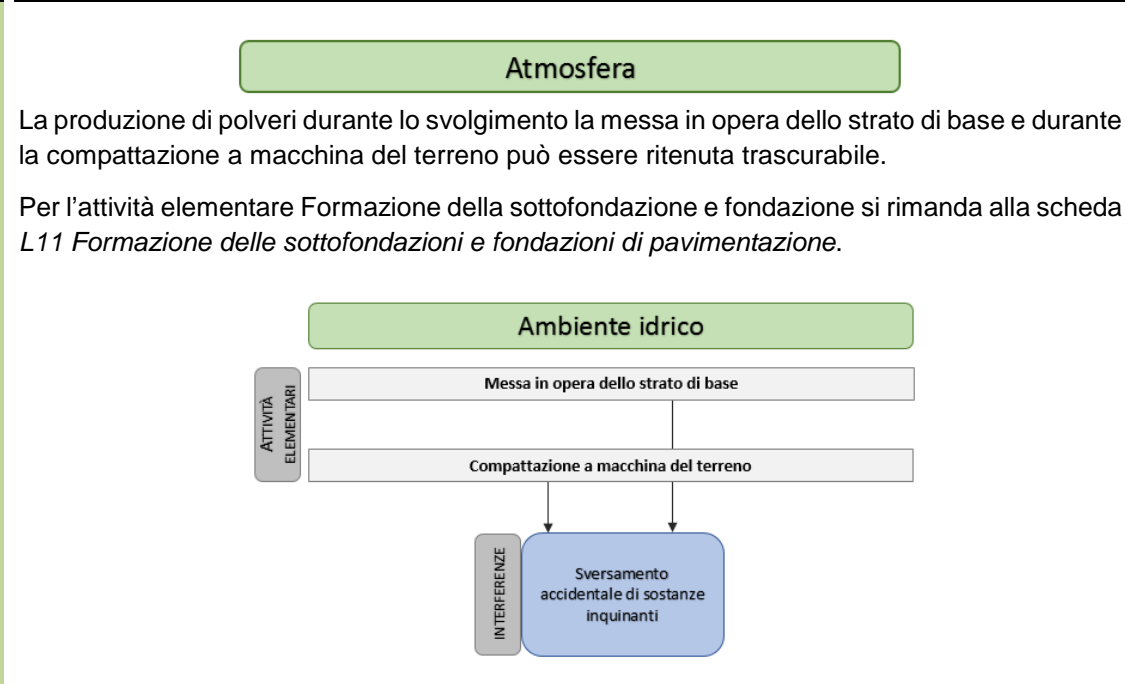 Atmosfera
La produzione di polveri durante lo svolgimento la messa in opera dello strato di base e durante
la compattazione a macchina del terreno può essere ritenuta trascurabile.
Per l’attività elementare Formazione della sottofondazione e fondazione si rimanda alla scheda
L11 Formazione delle sottofondazioni e fondazioni di pavimentazione.
Ambiente idrico
ATTIVITÀ
ELEMENTARI
Messa in opera dello strato di base
Compattazione a macchina del terreno
INTERFERENZE
Sversamento
accidentale di sostanze
inquinanti